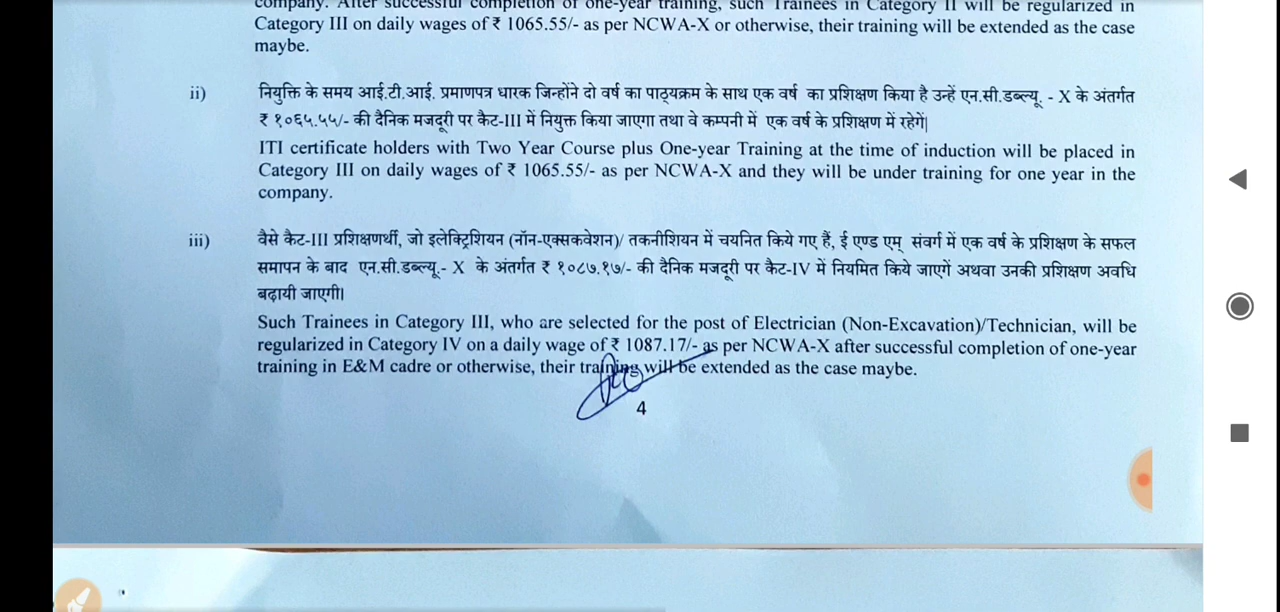 company. After successful completion of one-year training, such Trainees in Category II will be regularized in
Category III on daily wages of ₹ 1065.55/- as per NCWA-X or otherwise, their training will be extended as the case
maybe.
ii) नियुक्ति के समय आई.टी.आई. प्रमाणपत्र धारक जिन्होंने दो वर्ष का पाठ्यक्रम के साथ एक वर्ष का प्रशिक्षण किया है उन्हें एन.सी.डब्ल्यू. - X के अंतर्गत
₹ १०६५.५५/- की दैनिक मजदूरी पर कैट-III में नियुक्त किया जाएगा तथा वे कम्पनी में एक वर्ष के प्रशिक्षण में रहेगें|
ITI certificate holders with Two Year Course plus One-year Training at the time of induction will be placed in
Category III on daily wages of ₹ 1065.55/- as per NCWA-X and they will be under training for one year in the
company.
iii) वैसे कैट-III प्रशिक्षणर्थी, जो इलेक्ट्रिशियन (नॉन-एक्सकवेशन)/ तकनीशियन में चयनित किये गए हैं, ई एण्ड एम् संवर्ग में एक वर्ष के प्रशिक्षण के सफल
समापन के बाद एन.सी.डब्ल्यू.- X के अंतर्गत ₹ १०८७.१७/- की दैनिक मजदूरी पर कैट-IV में नियमित किये जाएगें अथवा उनकी प्रशिक्षण अवधि
बढ़ायी जाएगी।
Such Trainees in Category III, who are selected for the post of Electrician (Non-Excavation)/Technician, will be
regularized in Category IV on a daily wage of ₹ 1087.17/- as per NCWA-X after successful completion of one-year
training in E&M cadre or otherwise, their training will be extended as the case maybe.
4